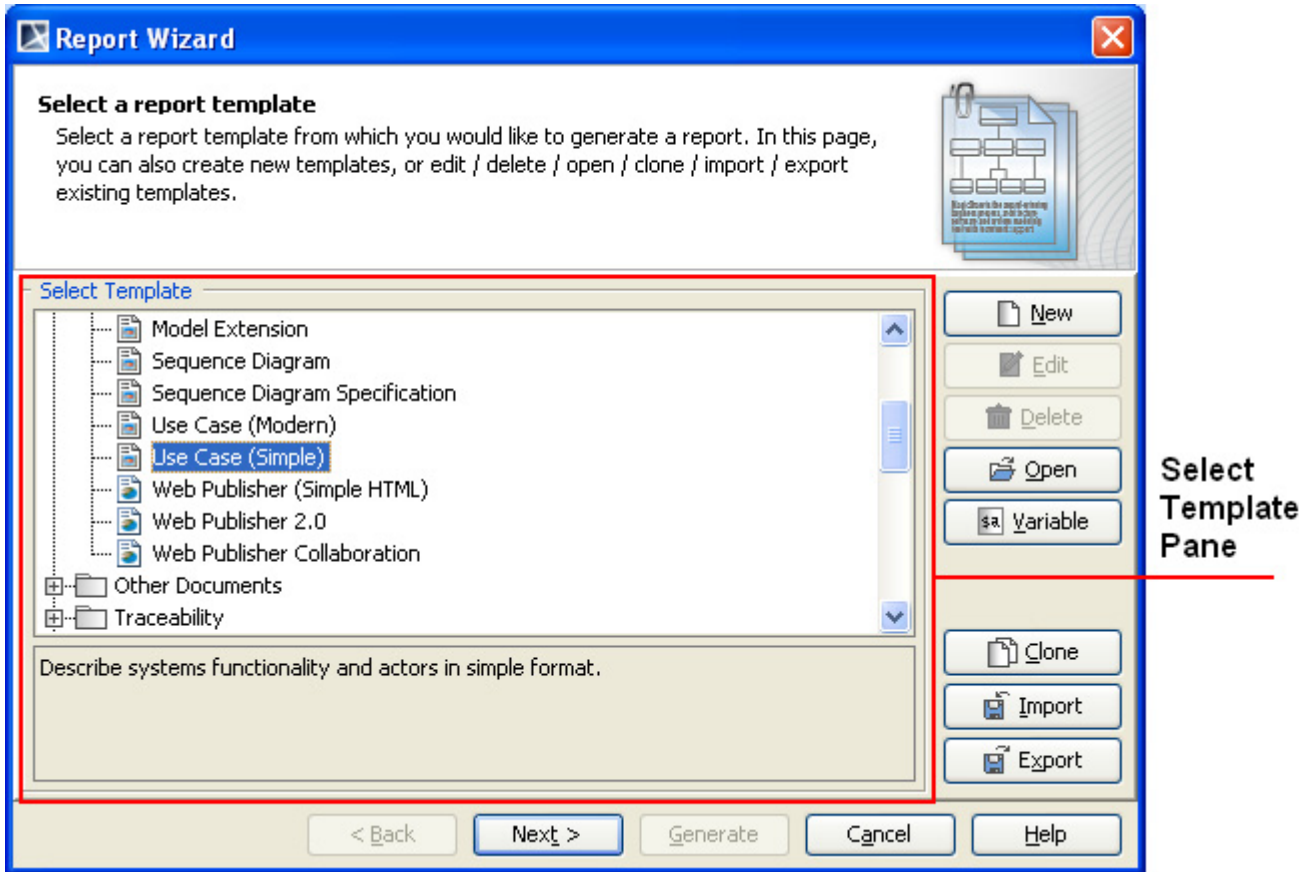 Report Wizard
Select a report template
Select a report template from which you would like to generate a report. In this page,
you can also create new templates, or edit / delete / open / clone / import / export
existing templates.
Select Template
Model Extension
Sequence Diagram
Sequence Diagram Specification
Use Case (Modern)
Use Case (Simple)
Web Publisher (Simple HTML)
Web Publisher 2.0
Web Publisher Collaboration
Other Documents
Traceability
Describe systems functionality and actors in simple format.
New
Edit
Delete
Open
$a Variable
Clone
Import
Export
< Back
Next >
Generate
Cancel
Help
Select
Template
Pane